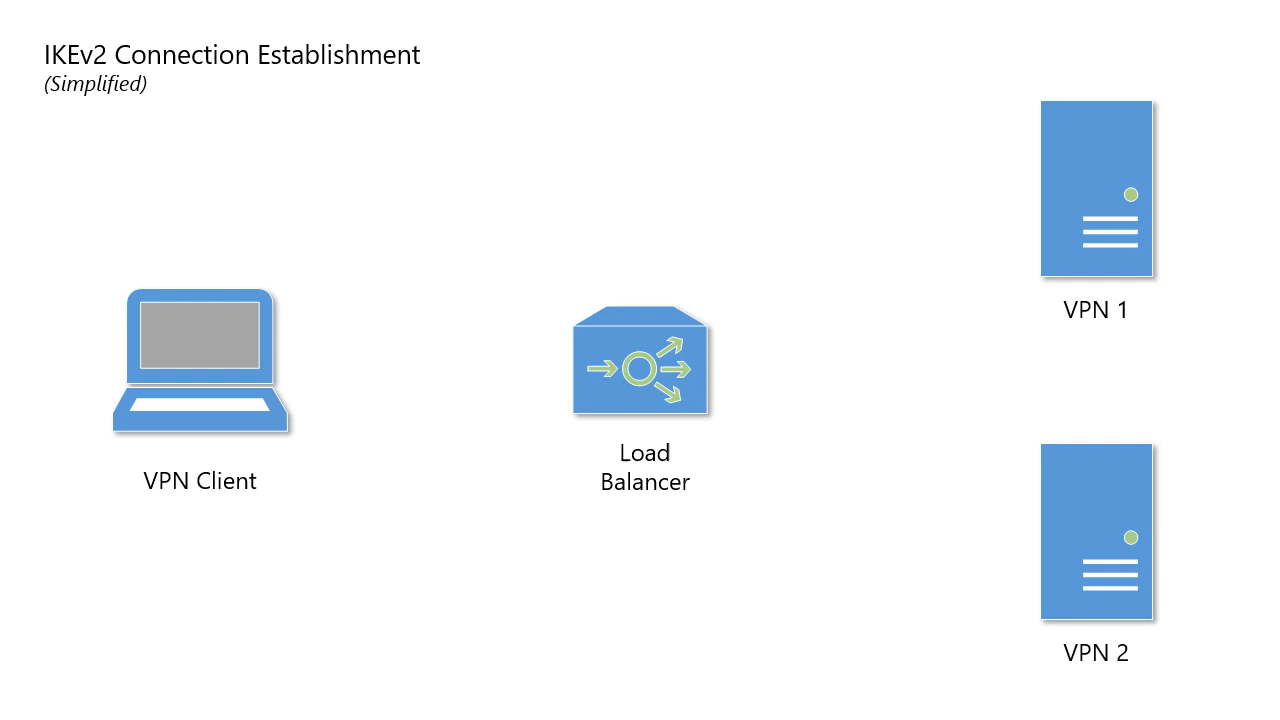 IKEv2 Connection Establishment
(Simplified)
VPN 1
VPN Client
Load
Balancer
VPN 2